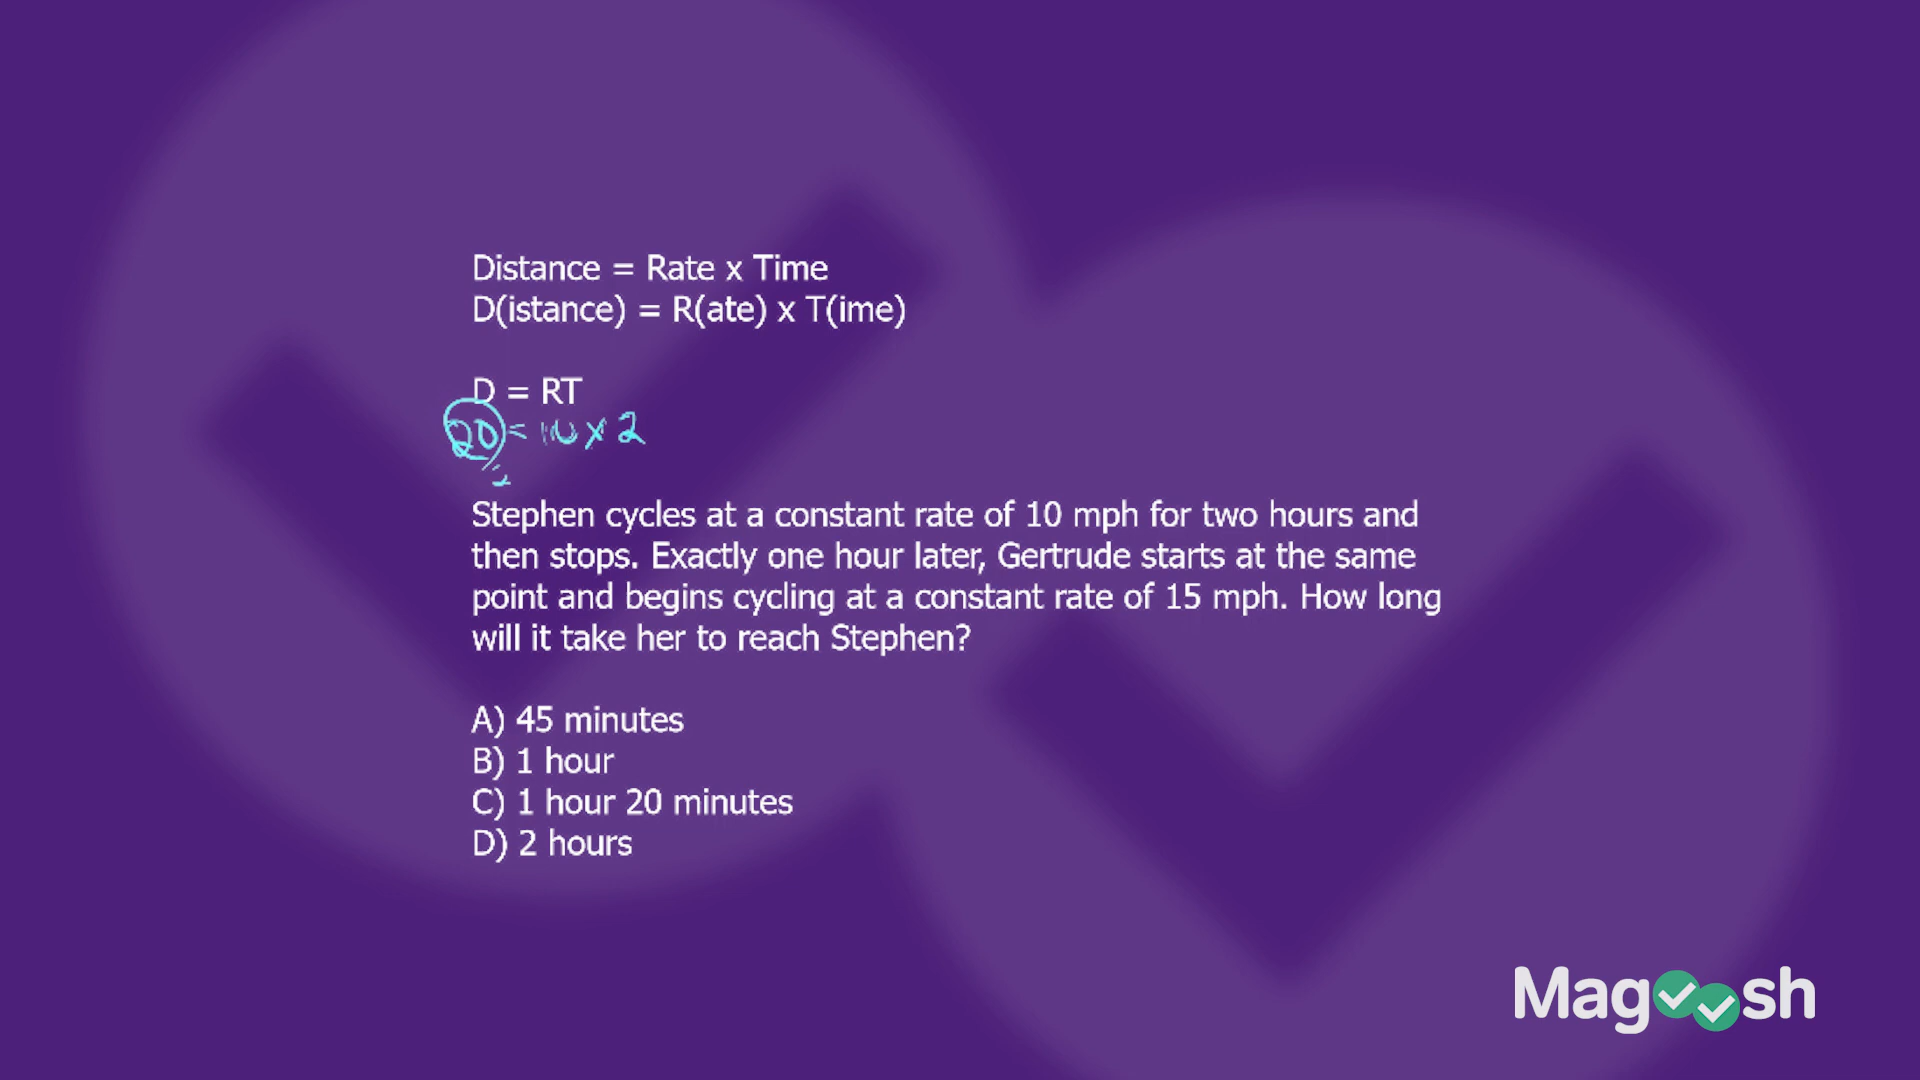 Distance = Rate x Time
D(istance) = R(ate) x T(ime)
D = RT
20 = 10 x 2
Stephen cycles at a constant rate of 10 mph for two hours and
then stops. Exactly one hour later, Gertrude starts at the same
point and begins cycling at a constant rate of 15 mph. How long
will it take her to reach Stephen?
A) 45 minutes
B) 1 hour
C) 1 hour 20 minutes
D) 2 hours
Magoosh